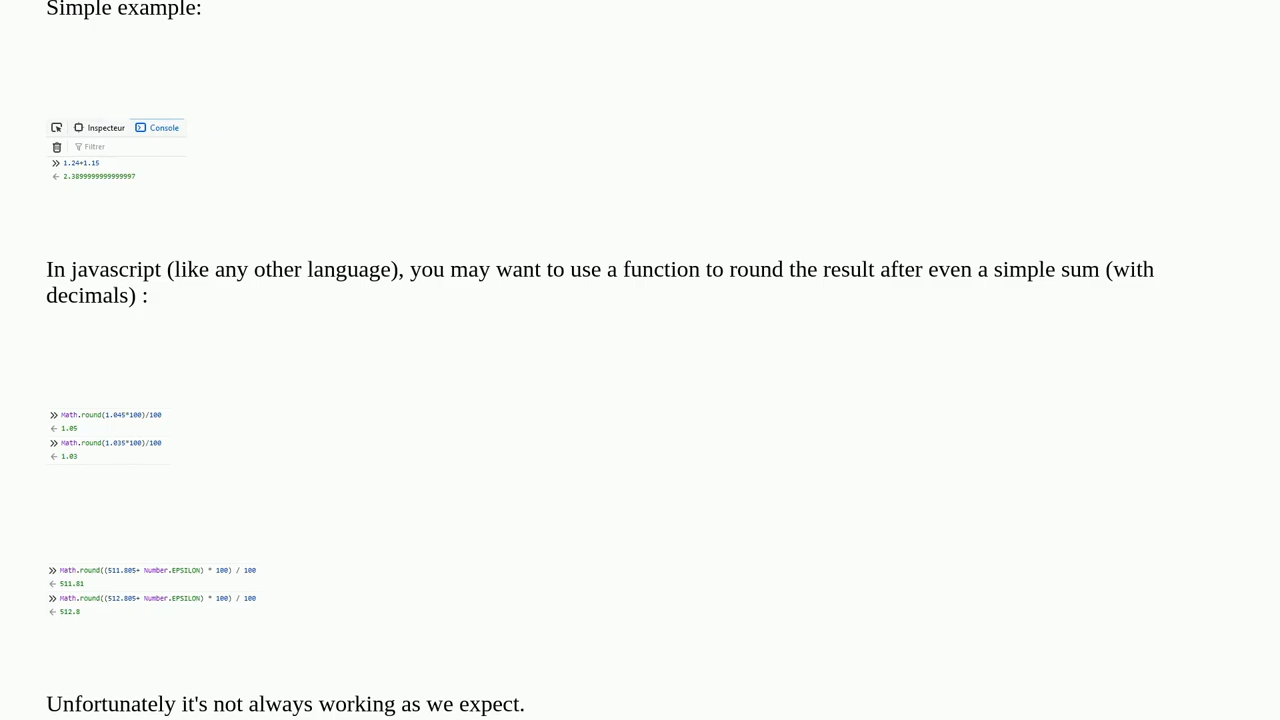 Simple example:
Inspecteur Console
Filtrer
» 1.24+1.15
← 2.3899999999999997
In javascript (like any other language), you may want to use a function to round the result after even a simple sum (with
decimals) :
» Math.round(1.045*100)/100
← 1.05
» Math.round(1.035*100)/100
← 1.03
» Math.round((511.805+ Number.EPSILON) * 100) / 100
← 511.81
» Math.round((512.805+ Number.EPSILON) * 100) / 100
← 512.8
Unfortunately it's not always working as we expect.